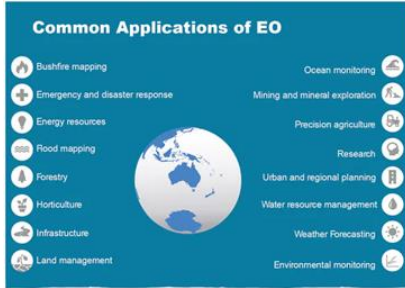 Common Applications of EO
Bushfire mapping
Emergency and disaster response
Energy resources
Flood mapping
Forestry
Horticulture
Infrastructure
Land management
Ocean monitoring
Mining and mineral exploration
Precision agriculture
Research
Urban and regional planning
Water resource management
Weather Forecasting
Environmental monitoring